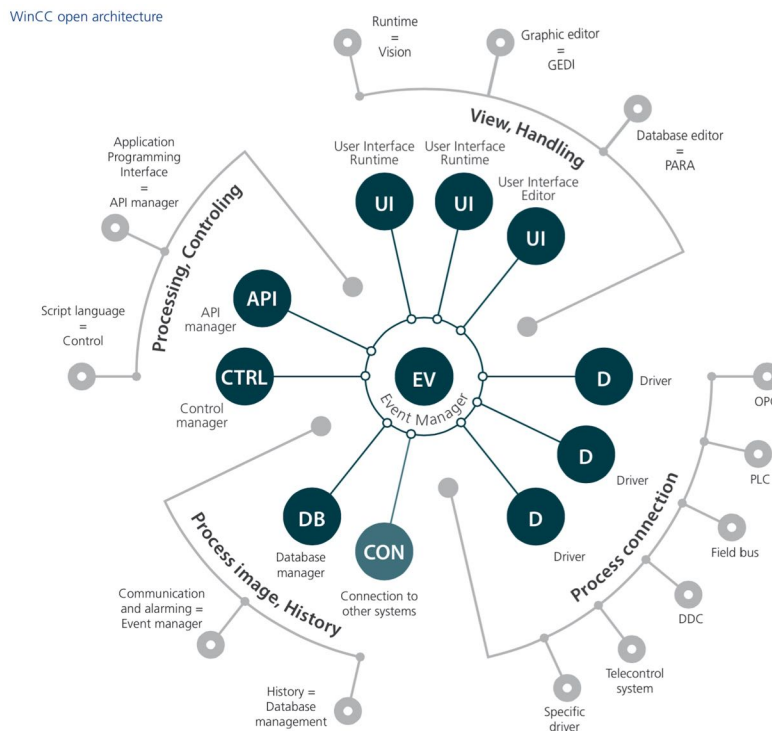 WinCC open architecture
Runtime
=
Vision
Graphic editor
=
GEDI
Database editor
=
PARA
View, Handling
User Interface
Runtime
User Interface
Runtime
User Interface
Editor
UI
UI
UI
Application
Programming
Interface
=
API manager
Script language
=
Control
Processing, Controling
API
API
manager
CTRL
Control
manager
EV
Event Manager
D
Driver
D
Driver
D
Driver
DB
Database
manager
CON
Connection to
other systems
Process image, History
Communication
and alarming =
Event manager
History =
Database
management
Process connection
PLC
Field bus
DDC
Telecontrol
system
Specific
driver